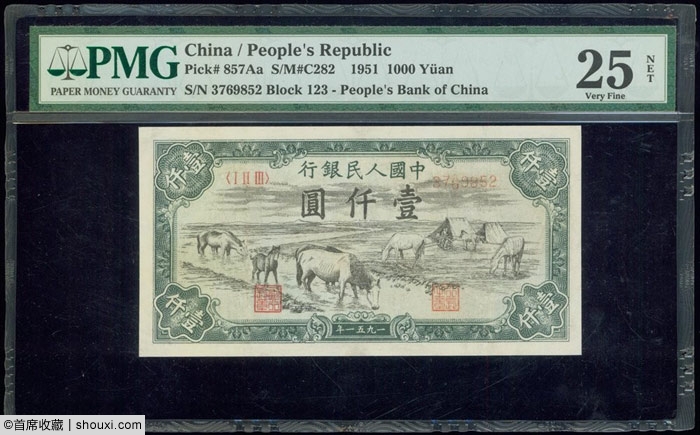 PMG
PAPER MONEY GUARANTY
China / People's Republic
Pick# 857Aa S/M#C282 1951 1000 Yüan
S/N 3769852 Block 123 - People's Bank of China
25
NET
Very Fine
中國人民銀行
〈I II III〉
3769852
壹仟圓
壹仟
壹仟
壹仟
壹仟
一九五一年
©首席收藏 | shouxi.com